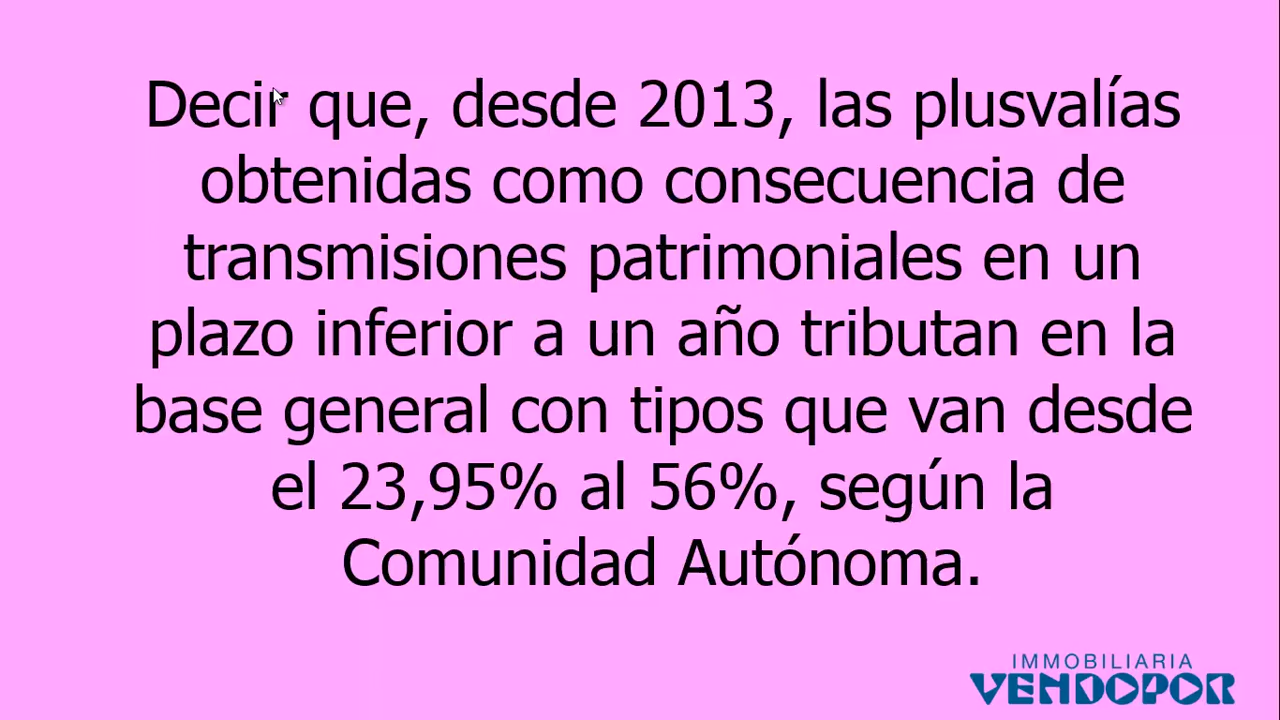 Decir que, desde 2013, las plusvalías
obtenidas como consecuencia de
transmisiones patrimoniales en un
plazo inferior a un año tributan en la
base general con tipos que van desde
el 23,95% al 56%, según la
Comunidad Autónoma.
IMMOBILIARIA
VENDOPOR